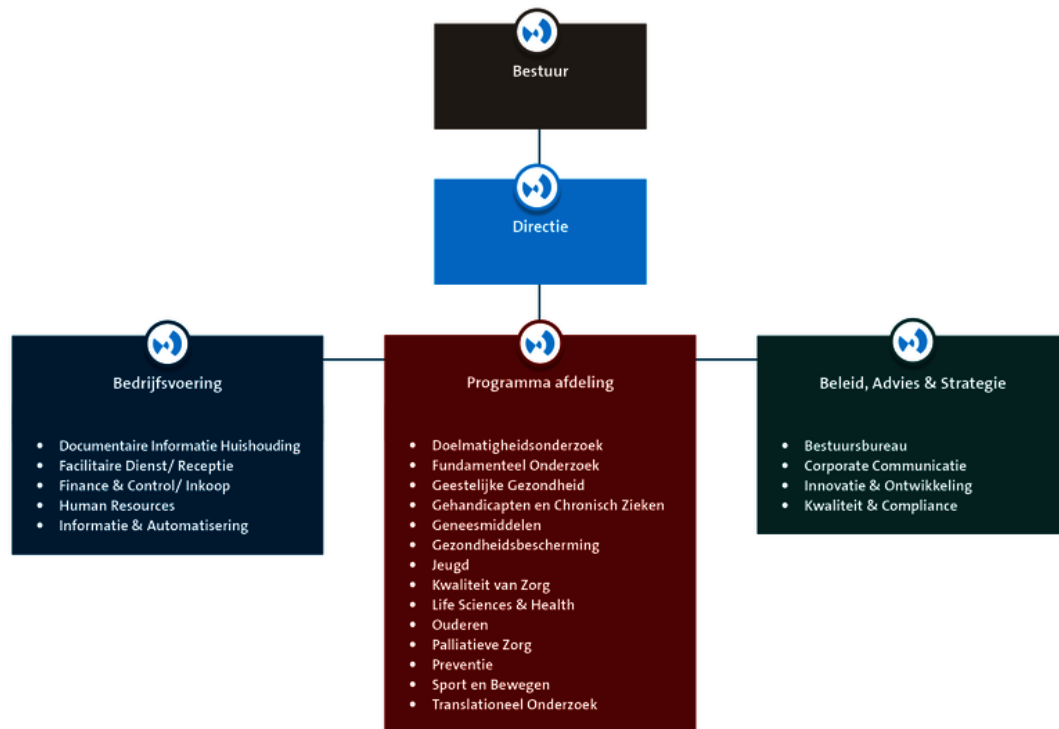 Bestuur
Directie
Bedrijfsvoering
• Documentaire Informatie Huishouding
• Facilitaire Dienst/ Receptie
• Finance & Control/ Inkoop
• Human Resources
• Informatie & Automatisering
Programma afdeling
• Doelmatigheidsonderzoek
• Fundamenteel Onderzoek
• Geestelijke Gezondheid
• Gehandicapten en Chronisch Zieken
• Geneesmiddelen
• Gezondheidsbescherming
• Jeugd
• Kwaliteit van Zorg
• Life Sciences & Health
• Ouderen
• Palliatieve Zorg
• Preventie
• Sport en Bewegen
• Translationeel Onderzoek
Beleid, Advies & Strategie
• Bestuursbureau
• Corporate Communicatie
• Innovatie & Ontwikkeling
• Kwaliteit & Compliance